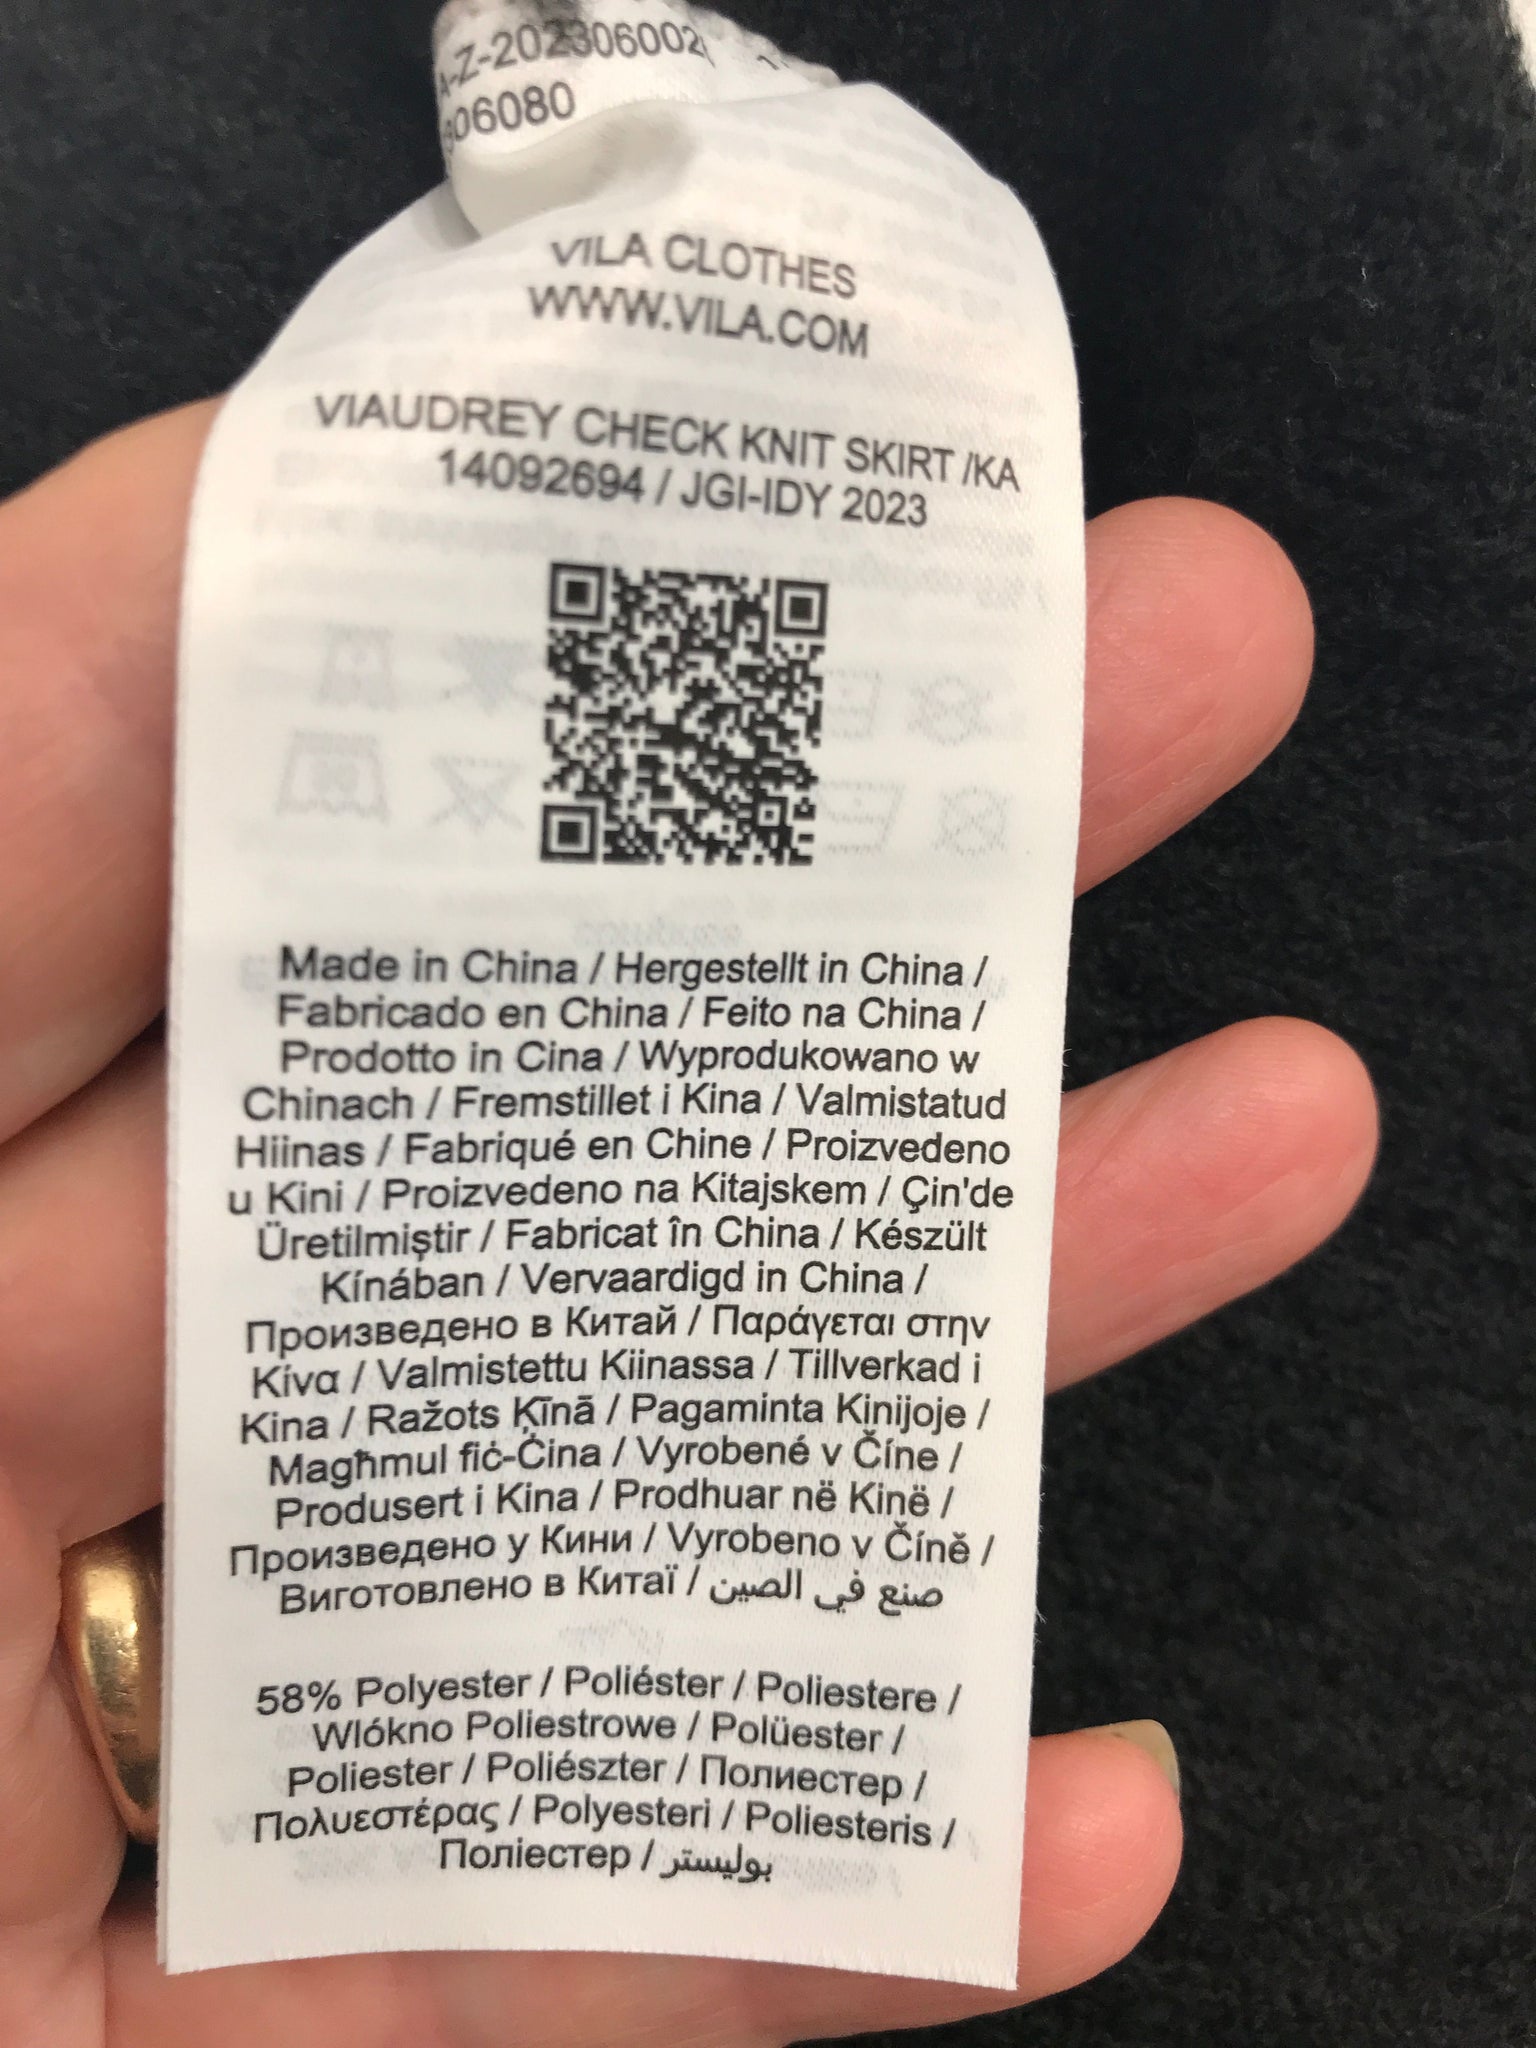 A-Z-202306002
906080
VILA CLOTHES
WWW.VILA.COM
VIAUDREY CHECK KNIT SKIRT /KA
14092694 / JGI-IDY 2023
Made in China / Hergestellt in China /
Fabricado en China / Feito na China /
Prodotto in Cina / Wyprodukowano w
Chinach / Fremstillet i Kina / Valmistatud
Hiinas / Fabriqué en Chine / Proizvedeno
u Kini / Proizvedeno na Kitajskem / Çin'de
Üretilmiştir / Fabricat în China / Készült
Kínában / Vervaardigd in China /
Произведено в Китай / Παράγεται στην
Κίνα / Valmistettu Kiinassa / Tillverkad i
Kina / Ražots Ķīnā / Pagaminta Kinijoje /
Magħmul fiċ-Ċina / Vyrobené v Číne /
Produsert i Kina / Prodhuar në Kinë /
Произведено у Кини / Vyrobeno v Číně /
Виготовлено в Китаї / صنع في الصين
58% Polyester / Poliéster / Poliestere /
Wlókno Poliestrowe / Polüester /
Poliester / Poliészter / Полиестер /
Πολυεστέρας / Polyesteri / Poliesteris /
Поліестер / بوليستر